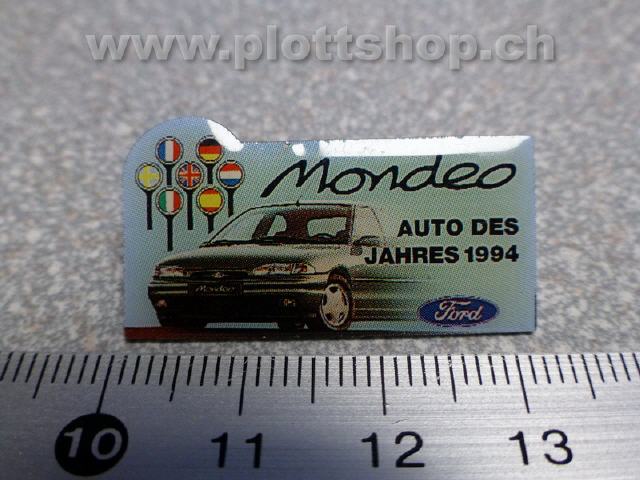 www.plottshop.ch
Mondeo
AUTO DES
JAHRES 1994
Mondeo
Ford
10 11 12 13